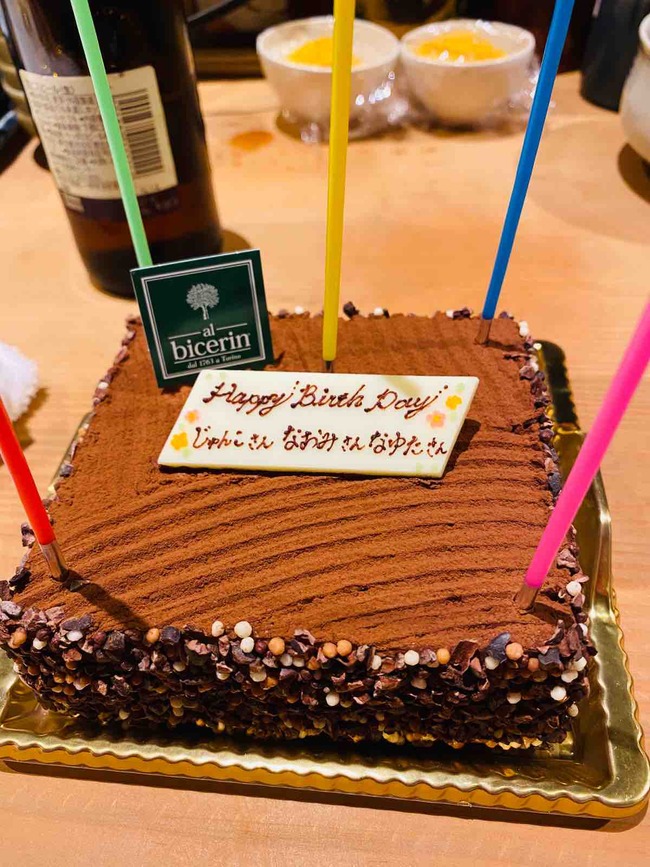 al
bicerin
dal 1763 a Torino
Happy Birth Day
じゅんこさん なおみさん なゆたさん